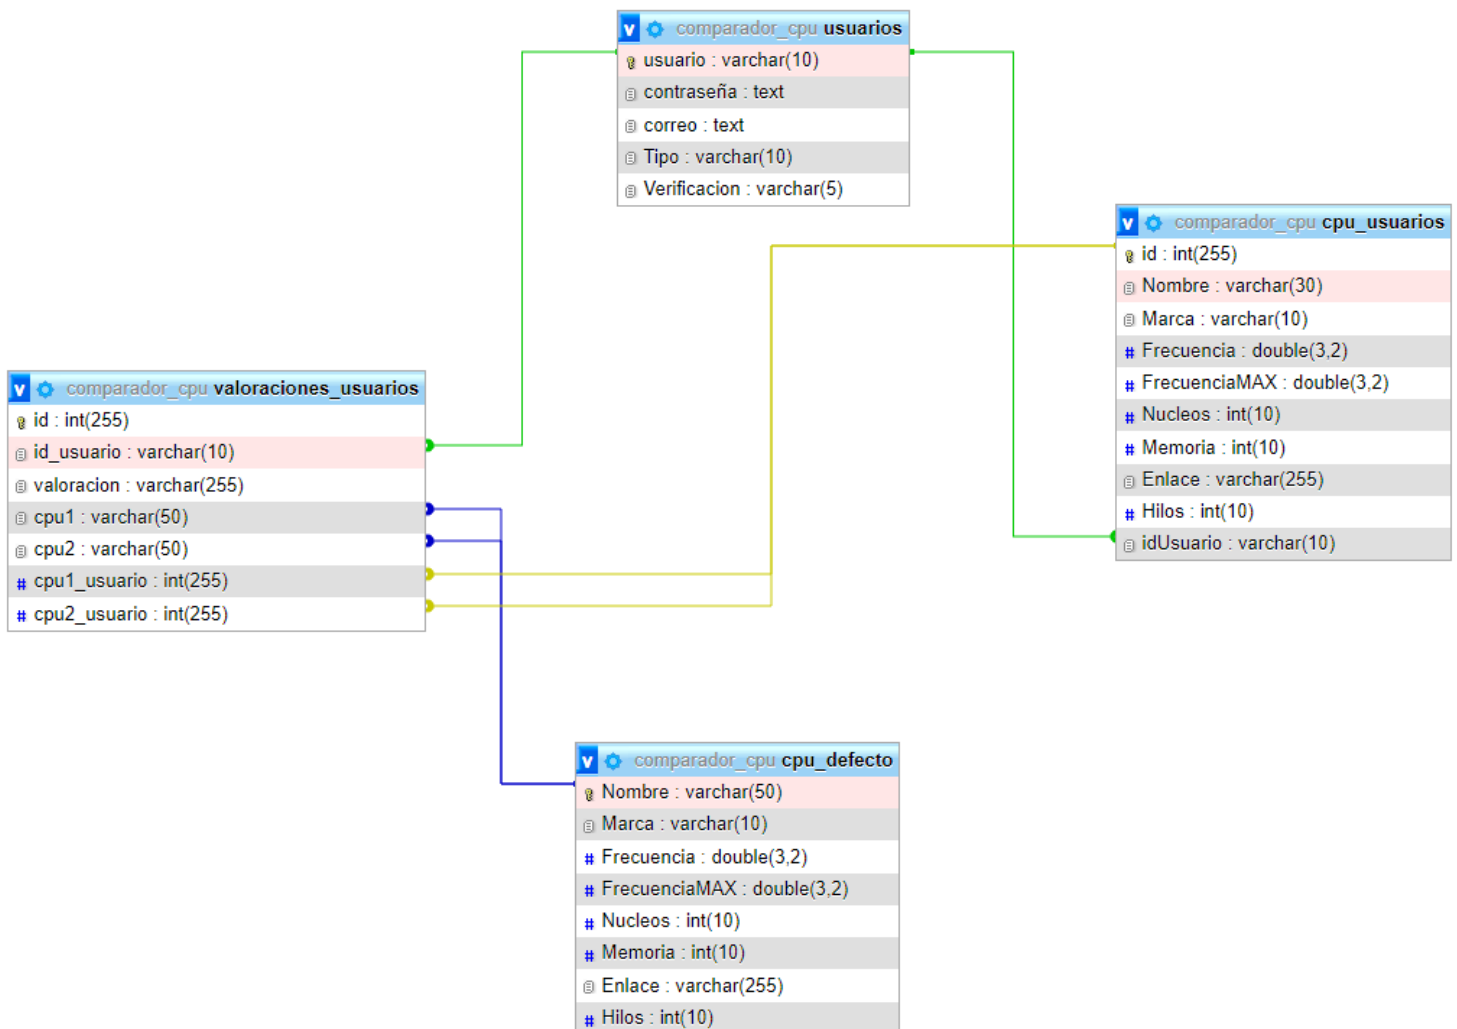 v comparador_cpu usuarios
usuario : varchar(10)
contraseña : text
correo : text
Tipo : varchar(10)
Verificacion : varchar(5)
v comparador_cpu cpu_usuarios
id : int(255)
Nombre : varchar(30)
Marca : varchar(10)
# Frecuencia : double(3,2)
# FrecuenciaMAX : double(3,2)
# Nucleos : int(10)
# Memoria : int(10)
Enlace : varchar(255)
# Hilos : int(10)
idUsuario : varchar(10)
v comparador_cpu valoraciones_usuarios
id : int(255)
id_usuario : varchar(10)
valoracion : varchar(255)
cpu1 : varchar(50)
cpu2 : varchar(50)
# cpu1_usuario : int(255)
# cpu2_usuario : int(255)
v comparador_cpu cpu_defecto
Nombre : varchar(50)
Marca : varchar(10)
# Frecuencia : double(3,2)
# FrecuenciaMAX : double(3,2)
# Nucleos : int(10)
# Memoria : int(10)
Enlace : varchar(255)
# Hilos : int(10)